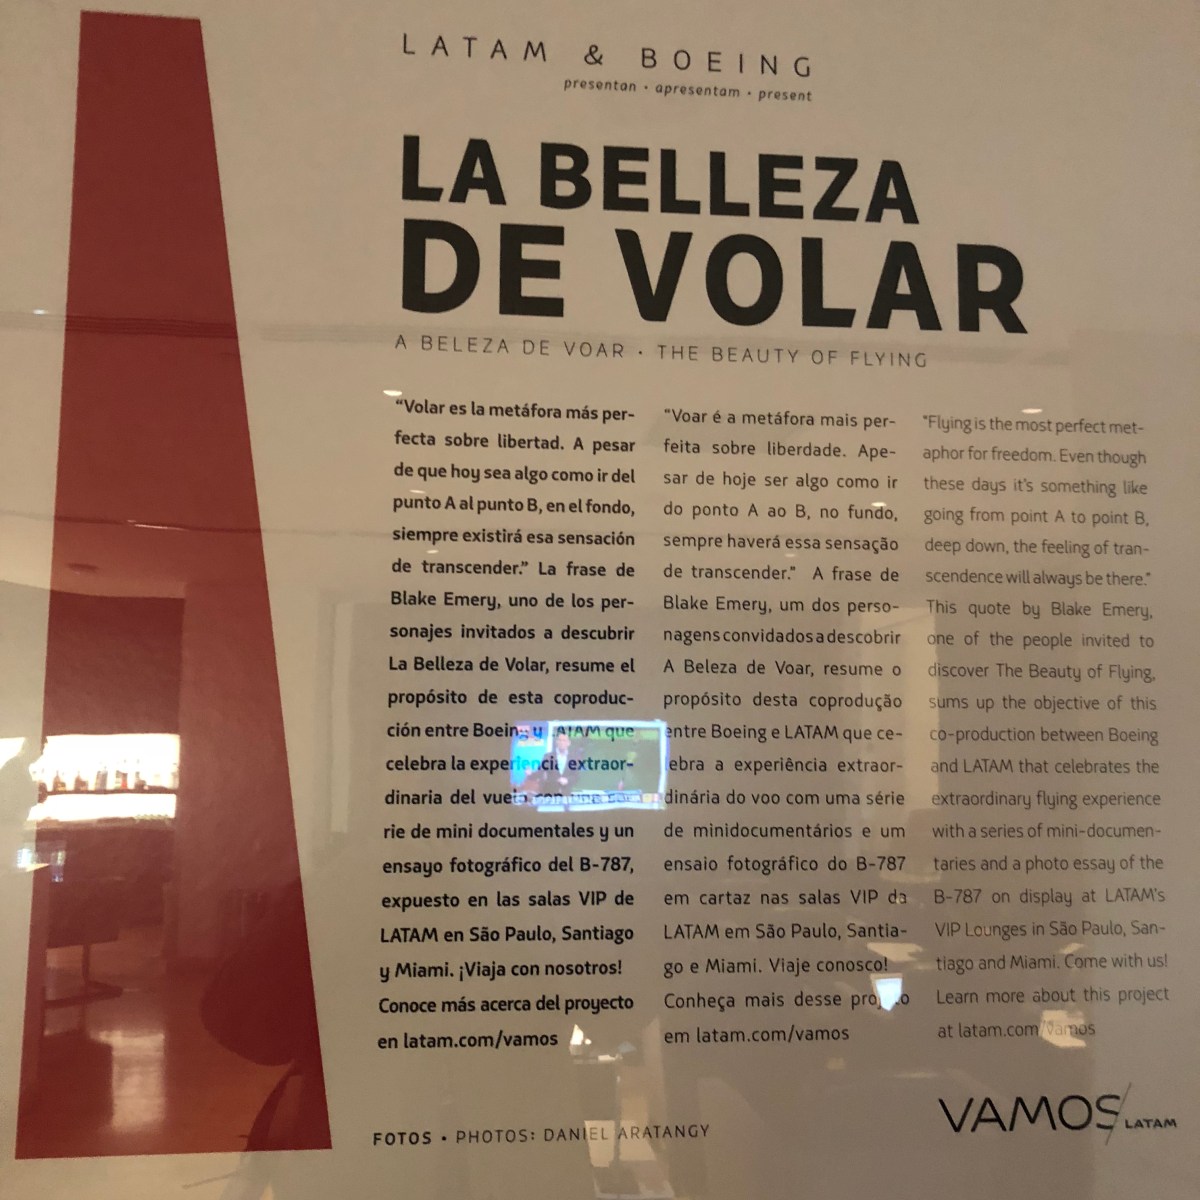 LATAM & BOEING
presentan • apresentam • present
LA BELLEZA
DE VOLAR
A BELEZA DE VOAR • THE BEAUTY OF FLYING
“Volar es la metáfora más per-
fecta sobre libertad. A pesar
de que hoy sea algo como ir del
punto A al punto B, en el fondo,
siempre existirá esa sensación
de transcender.” La frase de
Blake Emery, uno de los per-
sonajes invitados a descubrir
La Belleza de Volar, resume el
propósito de esta coproduc-
ción entre Boeing y LATAM que
celebra la experiencia extraor-
dinaria del vuelo con
rie de mini documentales y un
ensayo fotográfico del B-787,
expuesto en las salas VIP de
LATAM en São Paulo, Santiago
y Miami. ¡Viaja con nosotros!
Conoce más acerca del proyecto
en latam.com/vamos
“Voar é a metáfora mais per-
feita sobre liberdade. Ape-
sar de hoje ser algo como ir
do ponto A ao B, no fundo,
sempre haverá essa sensação
de transcender." A frase de
Blake Emery, um dos perso-
nagens convidados a descobrir
A Beleza de Voar, resume o
propósito desta coprodução
entre Boeing e LATAM que ce-
lebra a experiência extraor-
dinária do voo com uma série
de minidocumentários e um
ensaio fotográfico do B-787
em cartaz nas salas VIP da
LATAM em São Paulo, Santia-
go e Miami. Viaje conosco!
Conheça mais desse projeto
em latam.com/vamos
"Flying is the most perfect met-
aphor for freedom. Even though
these days it's something like
going from point A to point B,
deep down, the feeling of tran-
scendence will always be there."
This quote by Blake Emery,
one of the people invited to
discover The Beauty of Flying,
sums up the objective of this
co-production between Boeing
and LATAM that celebrates the
extraordinary flying experience
with a series of mini-documen-
taries and a photo essay of the
B-787 on display at LATAM's
VIP Lounges in São Paulo, San-
tiago and Miami. Come with us!
Learn more about this project
at latam.com/vamos
FOTOS • PHOTOS: DANIEL ARATANGY
VAMOS/LATAM